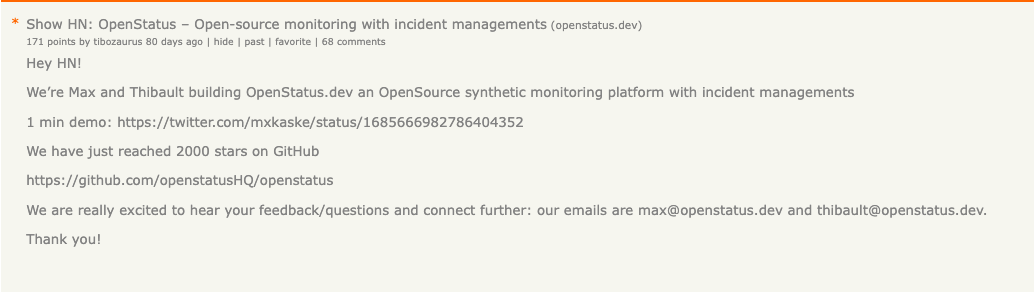 * Show HN: OpenStatus – Open-source monitoring with incident managements (openstatus.dev)
171 points by tibozaurus 80 days ago | hide | past | favorite | 68 comments
Hey HN!
We’re Max and Thibault building OpenStatus.dev an OpenSource synthetic monitoring platform with incident managements
1 min demo: https://twitter.com/mxkaske/status/1685666982786404352
We have just reached 2000 stars on GitHub
https://github.com/openstatusHQ/openstatus
We are really excited to hear your feedback/questions and connect further: our emails are max@openstatus.dev and thibault@openstatus.dev.
Thank you!